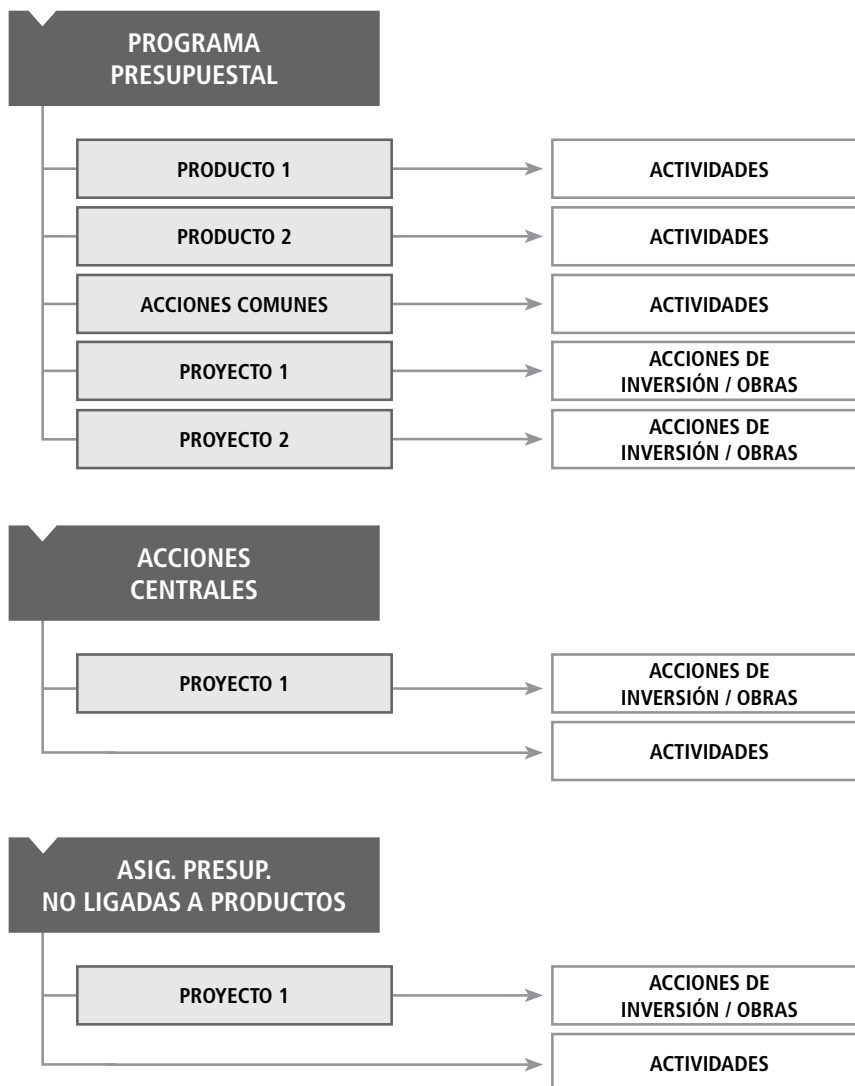 PROGRAMA
PRESUPUESTAL
PRODUCTO 1
ACTIVIDADES
PRODUCTO 2
ACTIVIDADES
ACCIONES COMUNES
ACTIVIDADES
PROYECTO 1
ACCIONES DE
INVERSIÓN / OBRAS
PROYECTO 2
ACCIONES DE
INVERSIÓN / OBRAS
ACCIONES
CENTRALES
PROYECTO 1
ACCIONES DE
INVERSIÓN / OBRAS
ACTIVIDADES
ASIG. PRESUP.
NO LIGADAS A PRODUCTOS
PROYECTO 1
ACCIONES DE
INVERSIÓN / OBRAS
ACTIVIDADES